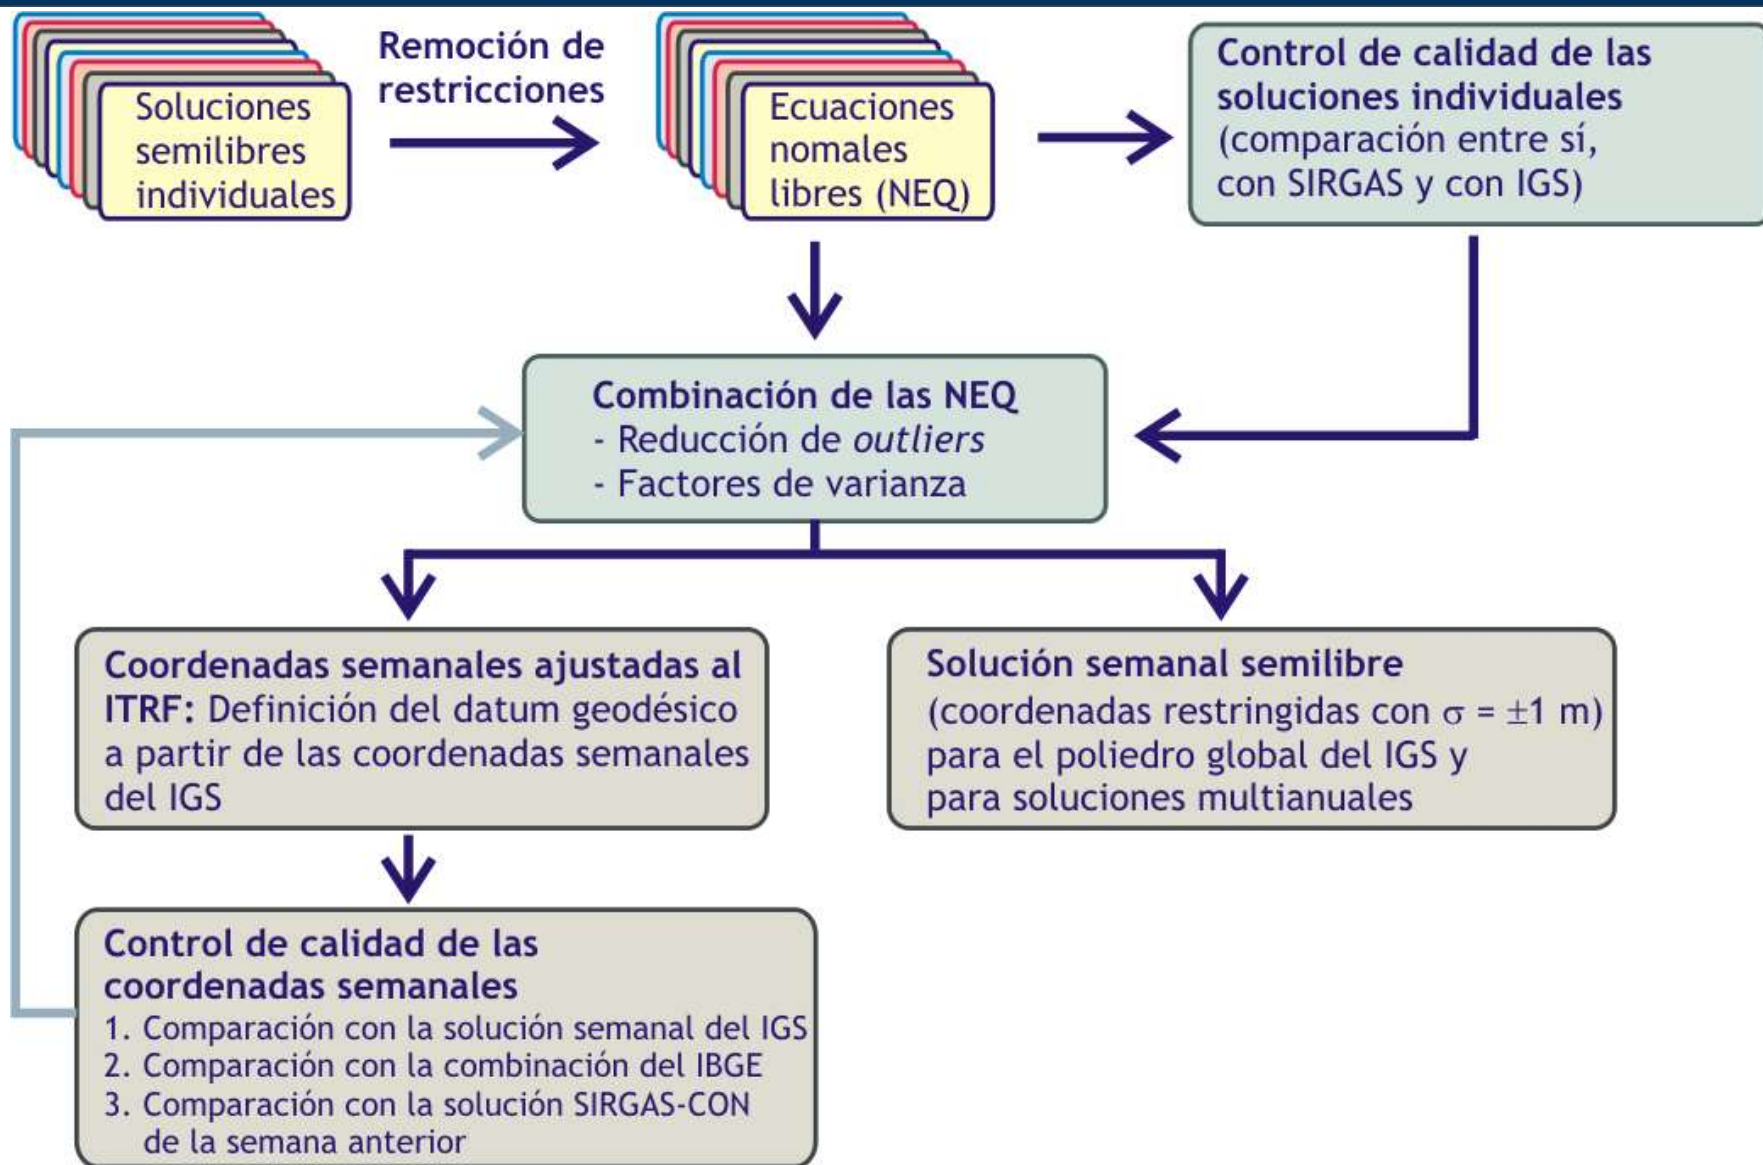 Soluciones
semilibres
individuales
Remoción de
restricciones
Ecuaciones
nomales
libres (NEQ)
Control de calidad de las
soluciones individuales
(comparación entre sí,
con SIRGAS y con IGS)
Combinación de las NEQ
- Reducción de outliers
- Factores de varianza
Coordenadas semanales ajustadas al
ITRF: Definición del datum geodésico
a partir de las coordenadas semanales
del IGS
Solución semanal semilibre
(coordenadas restringidas con σ = ±1 m)
para el poliedro global del IGS y
para soluciones multianuales
Control de calidad de las
coordenadas semanales
1. Comparación con la solución semanal del IGS
2. Comparación con la combinación del IBGE
3. Comparación con la solución SIRGAS-CON
de la semana anterior